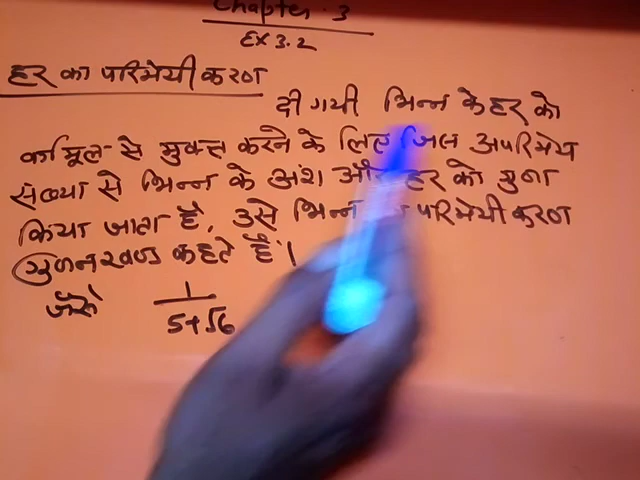 Chapter. 3
Ex 3.2
हर का परिमेयी करण
दी गयी भिन्न के हर को
करमूल से मुक्त करने के लिए जिस अपरिमेय
संख्या से भिन्न के अंश और हर को गुणा
किया जाता है, उसे भिन्न परिमेयी करण
गुणनखण्ड कहते हैं।
जैसे 1/5+√6